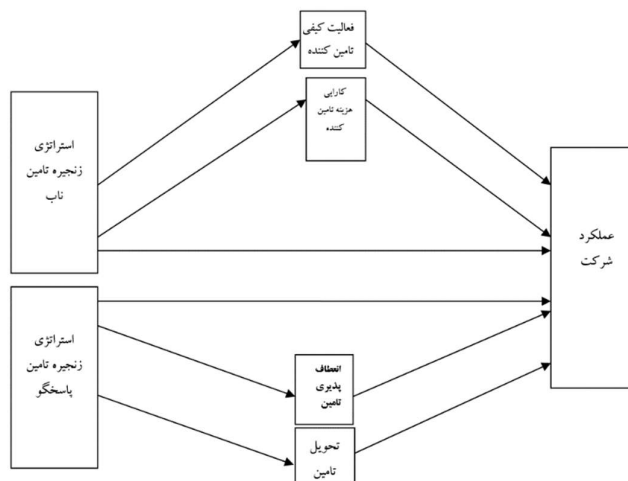 فعالیت کیفی
تامین کننده
کارایی
هزینه تامین
کننده
استراتژی
زنجیره تامین
ناب
عملکرد
شرکت
استراتژی
زنجیره تامین
پاسخگو
انعطاف
پذیری
تامین
تحویل
تامین